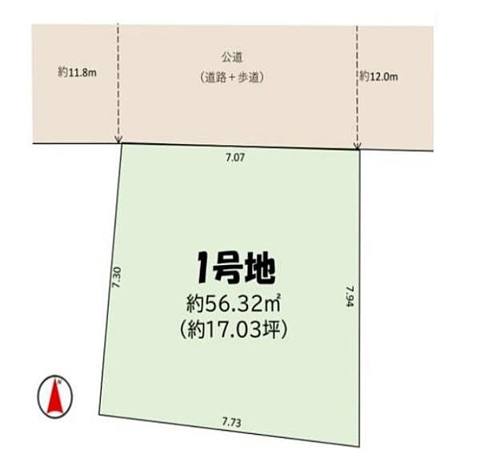 公道
（道路＋歩道）
約11.8m
約12.0m
7.07
7.30
7.94
1号地
約56.32㎡
（約17.03坪）
7.73
N